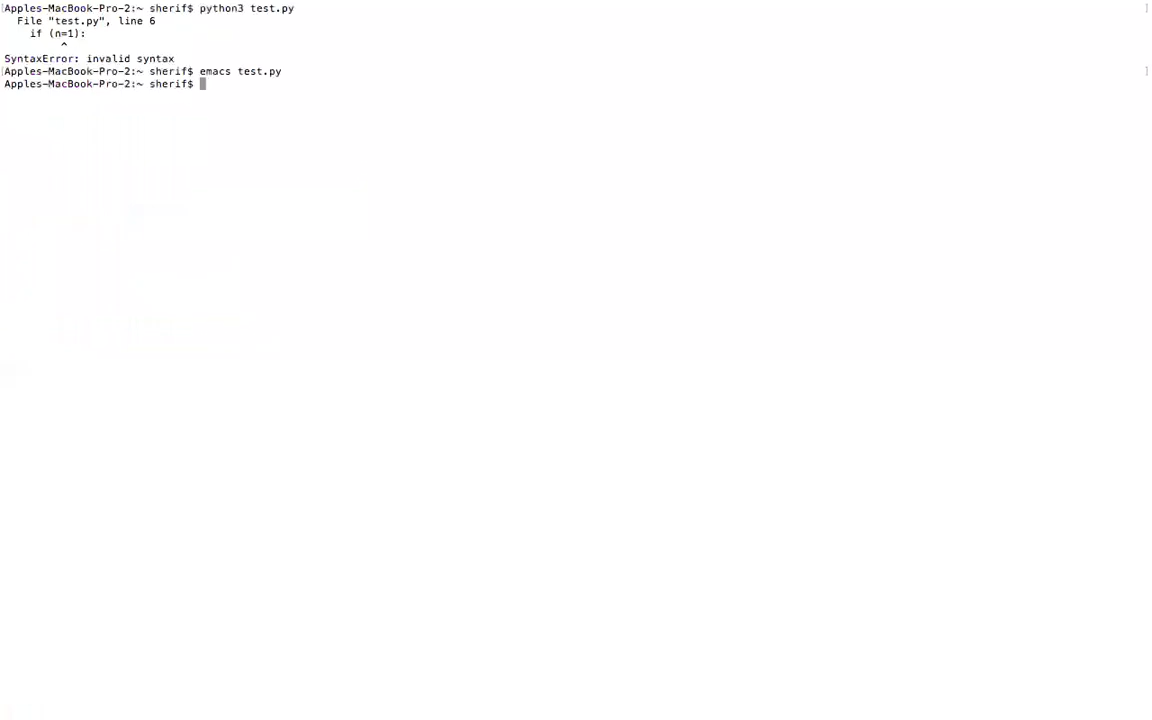 [Apples-MacBook-Pro-2:~ sherif$ python3 test.py ]
  File "test.py", line 6
    if (n=1):
         ^
SyntaxError: invalid syntax
[Apples-MacBook-Pro-2:~ sherif$ emacs test.py ]
Apples-MacBook-Pro-2:~ sherif$